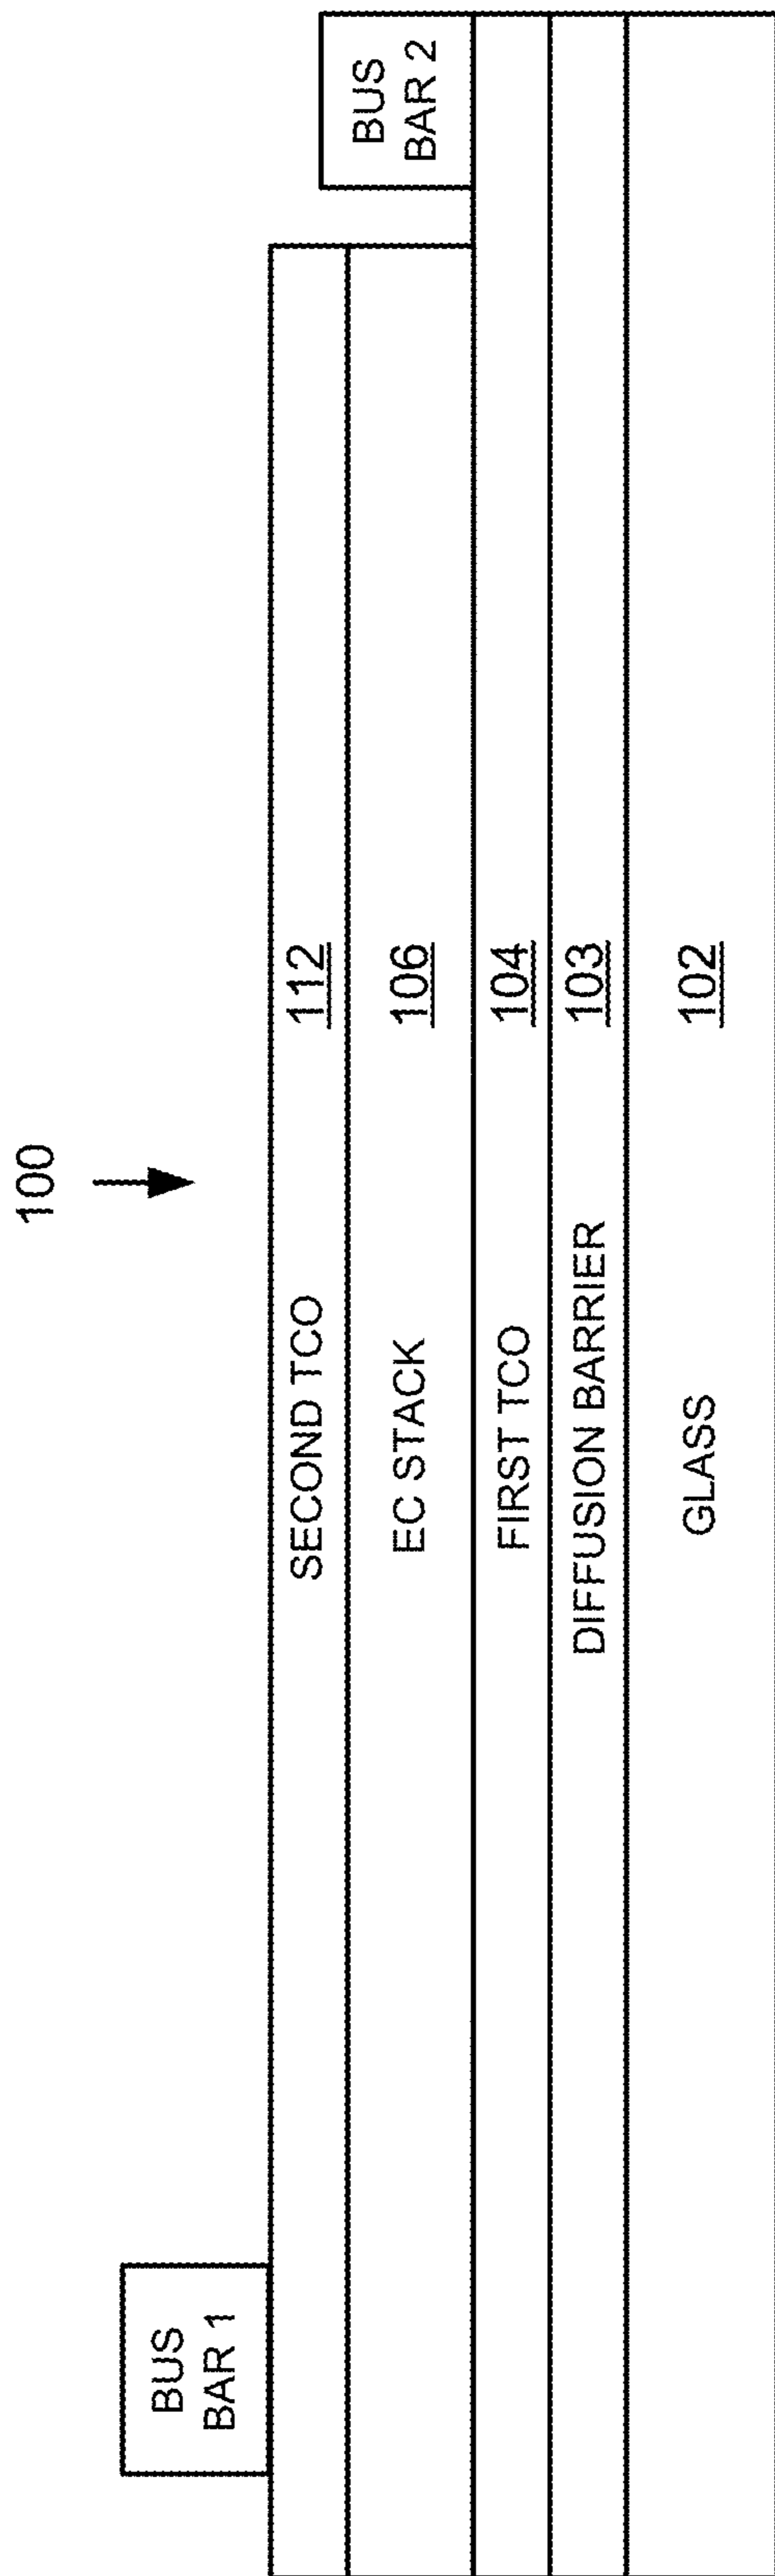 100
BUS
BAR 1
BUS
BAR 2
SECOND TCO 112
EC STACK 106
FIRST TCO 104
DIFFUSION BARRIER 103
GLASS 102